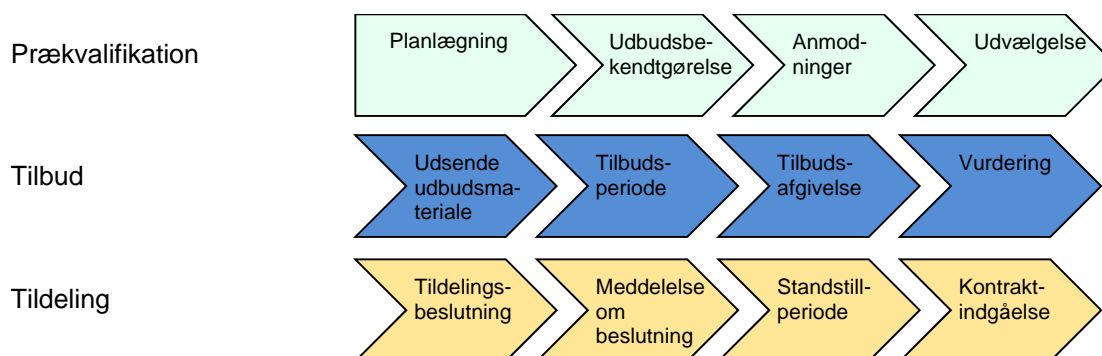 Prækvalifikation
Planlægning
Udbudsbe-
kendtgørelse
Anmod-
ninger
Udvælgelse
Tilbud
Udsende
udbudsma-
teriale
Tilbuds-
periode
Tilbuds-
afgivelse
Vurdering
Tildeling
Tildelings-
beslutning
Meddelelse
om
beslutning
Standstill-
periode
Kontrakt-
indgåelse